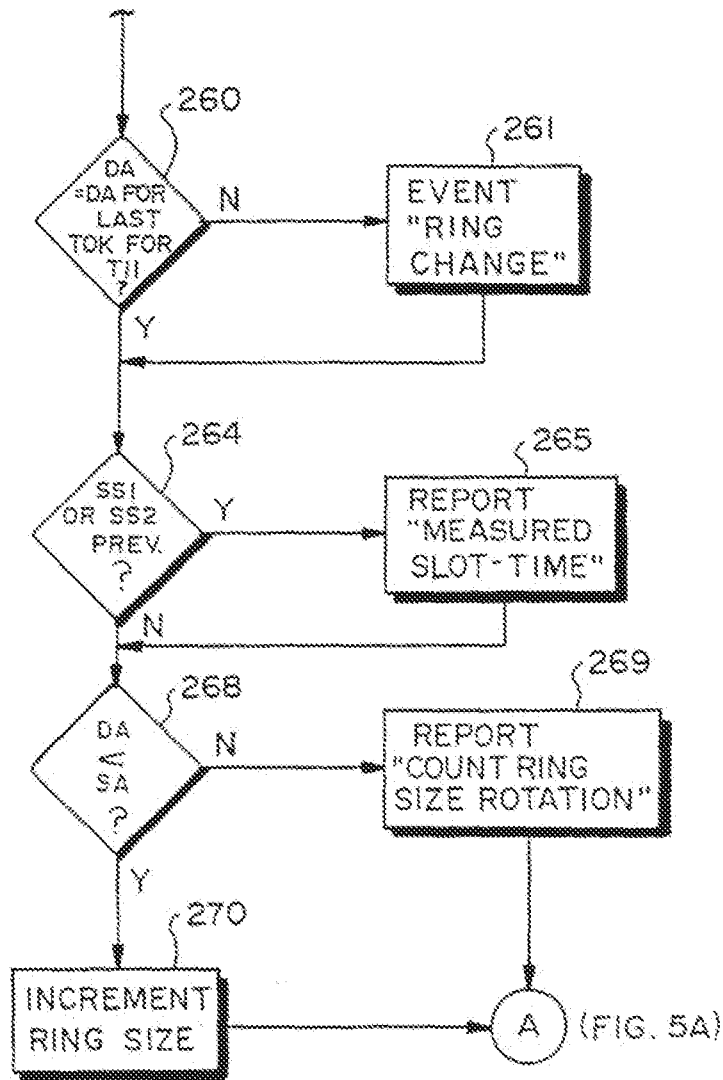 260
DA
=DA FOR
LAST
TOK FOR
TII
?
N
261
EVENT
"RING
CHANGE"
Y
264
SS1
OR SS2
PREV.
?
Y
265
REPORT
"MEASURED
SLOT-TIME"
N
268
DA
<
SA
?
N
269
REPORT
"COUNT RING
SIZE ROTATION"
Y
270
INCREMENT
RING SIZE
A (FIG. 5A)